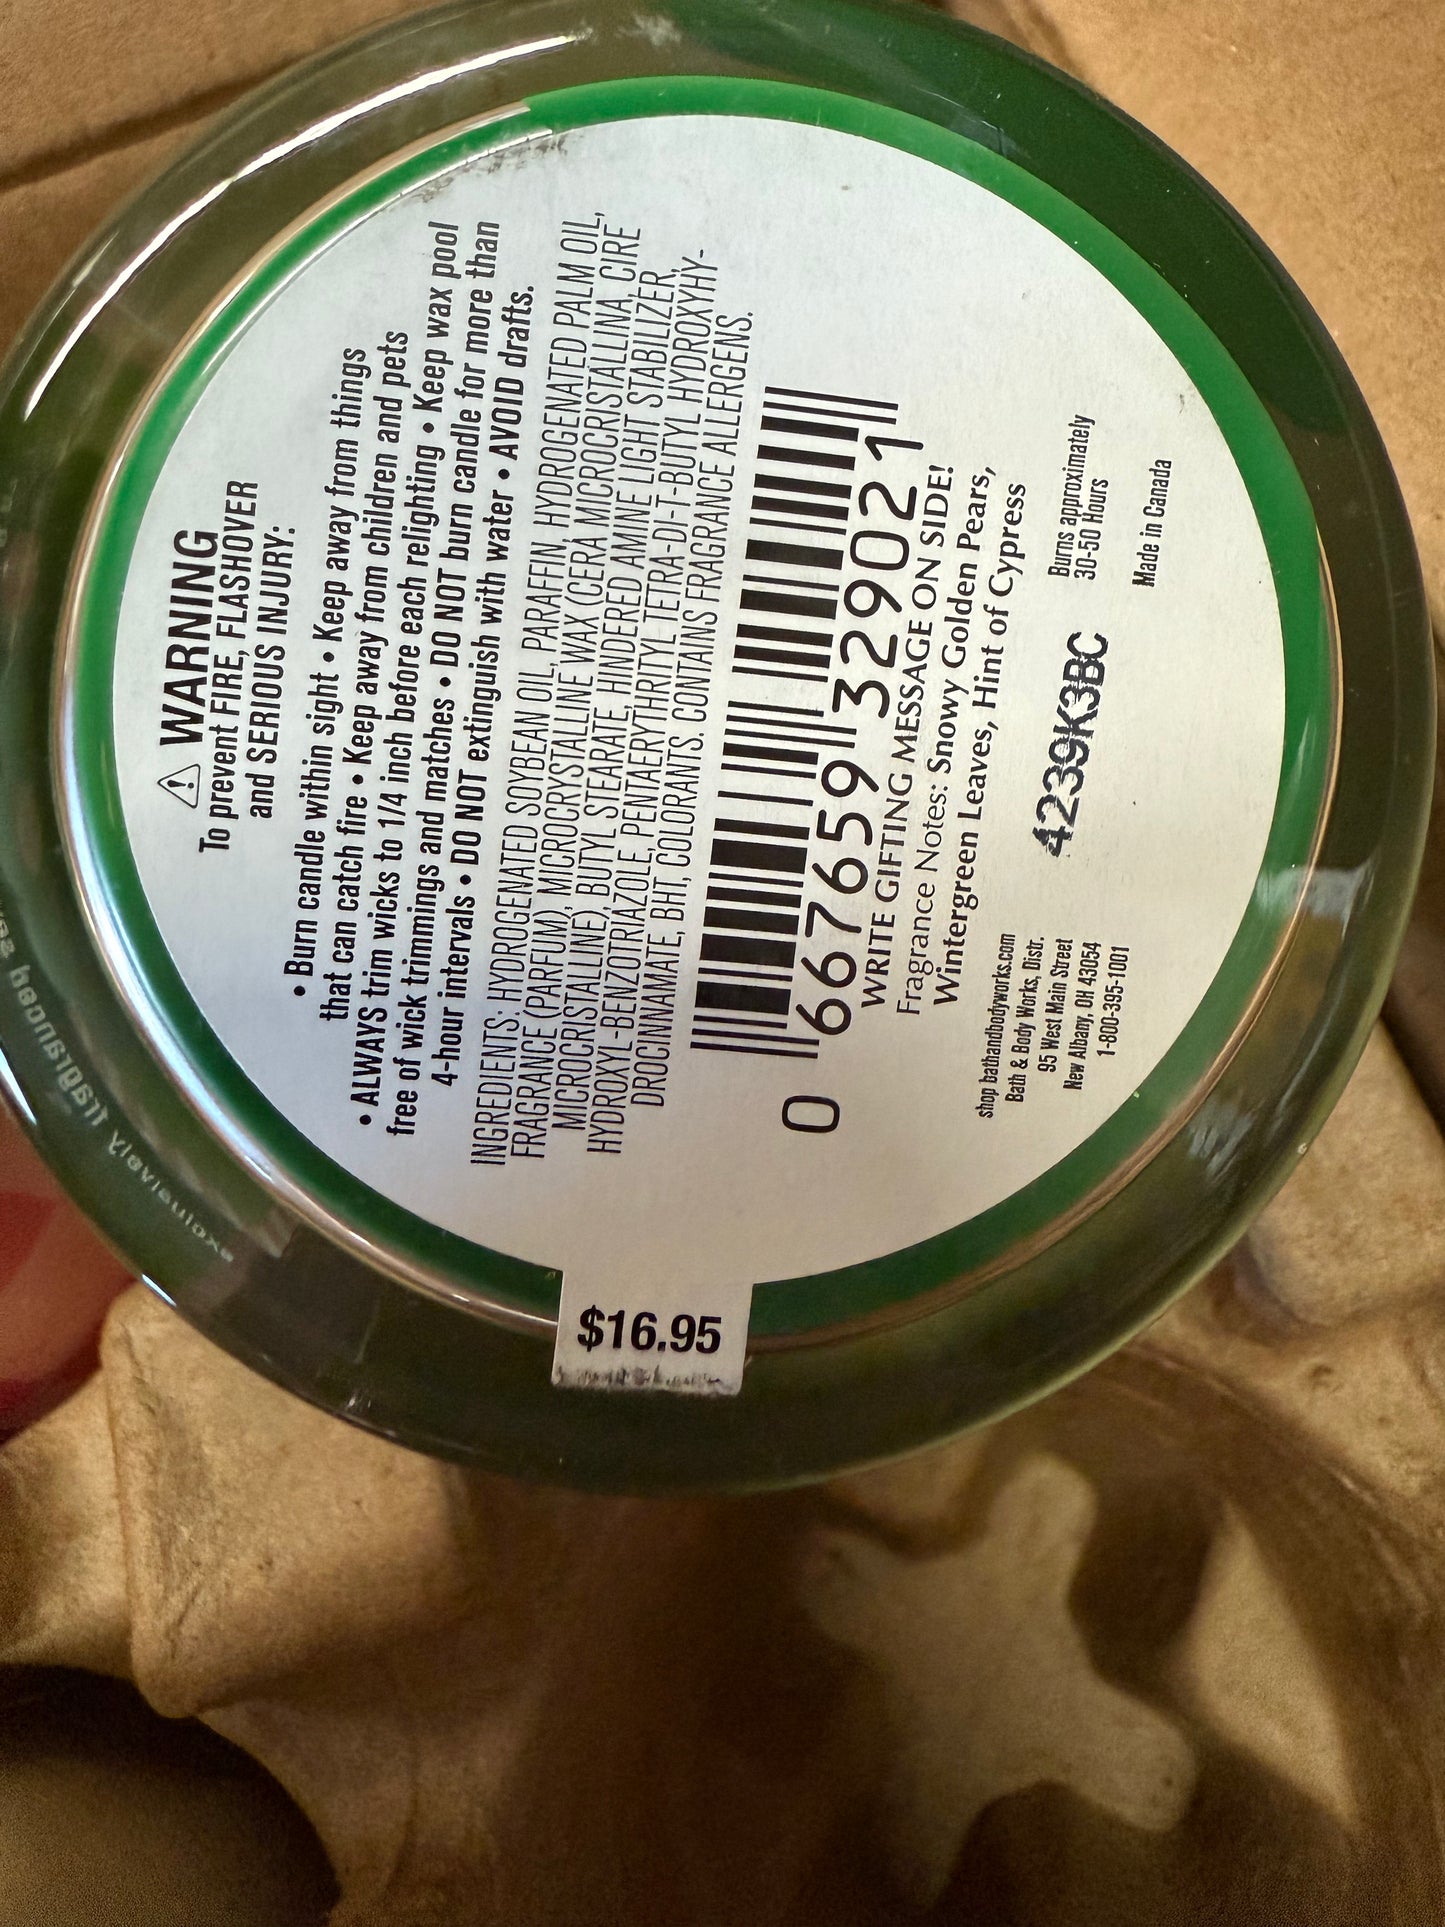 ⚠ WARNING
To prevent FIRE, FLASHOVER
and SERIOUS INJURY:
• Burn candle within sight • Keep away from things
that can catch fire • Keep away from children and pets
• ALWAYS trim wicks to 1/4 inch before each relighting • Keep wax pool
free of wick trimmings and matches • DO NOT burn candle for more than
4-hour intervals • DO NOT extinguish with water • AVOID drafts.
INGREDIENTS: HYDROGENATED SOYBEAN OIL, PARAFFIN, HYDROGENATED PALM OIL,
FRAGRANCE (PARFUM), MICROCRYSTALLINE WAX (CERA MICROCRISTALLINA, CIRE
MICROCRISTALLINE), BUTYL STEARATE, HINDERED AMINE LIGHT STABILIZER,
HYDROXYL-BENZOTRIAZOLE, PENTAERYTHRITYL TETRA-DI-T-BUTYL HYDROXYHY-
DROCINNAMATE, BHT, COLORANTS. CONTAINS FRAGRANCE ALLERGENS.
0 667659 32902 1
WRITE GIFTING MESSAGE ON SIDE!
Fragrance Notes: Snowy Golden Pears,
Wintergreen Leaves, Hint of Cypress
shop bathandbodyworks.com
Bath & Body Works, Distr.
95 West Main Street
New Albany, OH 43054
1-800-395-1001
4239K3BC
Burns approximately
30-50 Hours
Made in Canada
$16.95